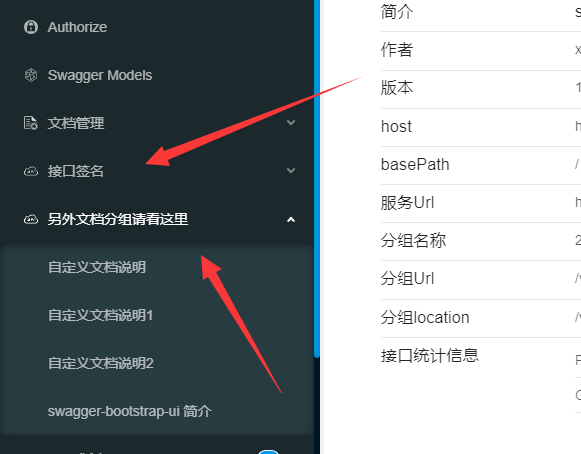 Authorize
Swagger Models
文档管理
接口签名
另外文档分组请看这里
自定义文档说明
自定义文档说明1
自定义文档说明2
swagger-bootstrap-ui 简介
简介
作者
版本
host
basePath
/
服务Url
分组名称
分组Url
分组location
接口统计信息